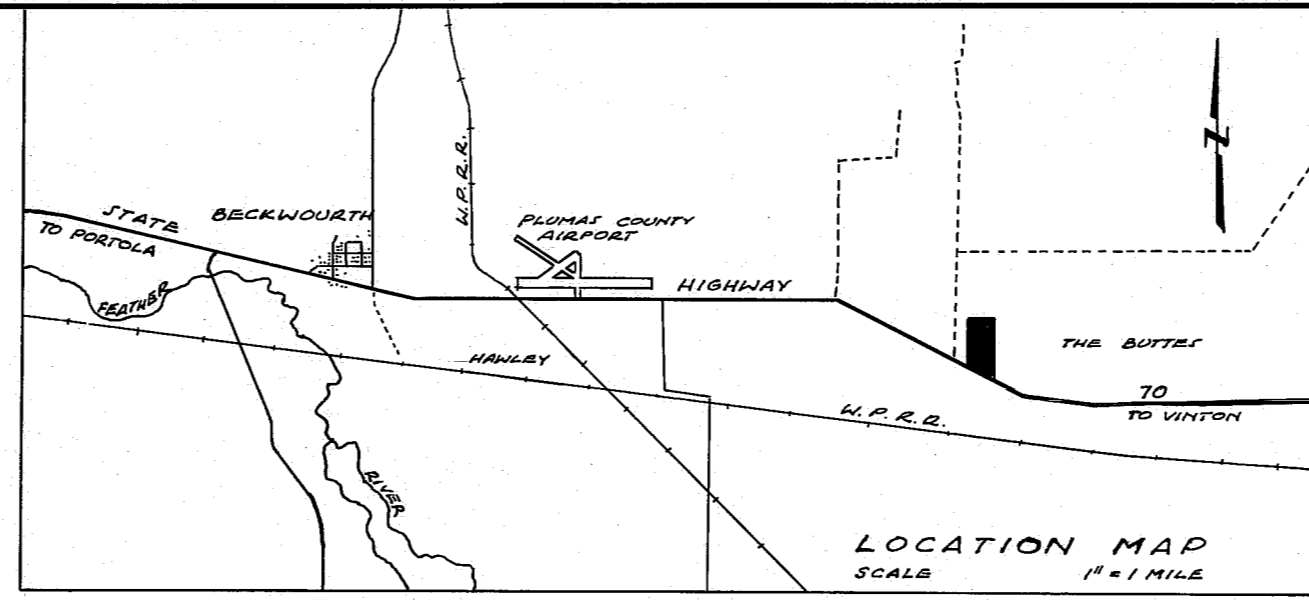 STATE
BECKWOURTH
TO PORTOLA
W.P.R.R.
PLUMAS COUNTY
AIRPORT
HIGHWAY
N
FEATHER
HAWLEY
THE BUTTES
70
TO VINTON
W.P.R.R.
RIVER
LOCATION MAP
SCALE 1" = 1 MILE